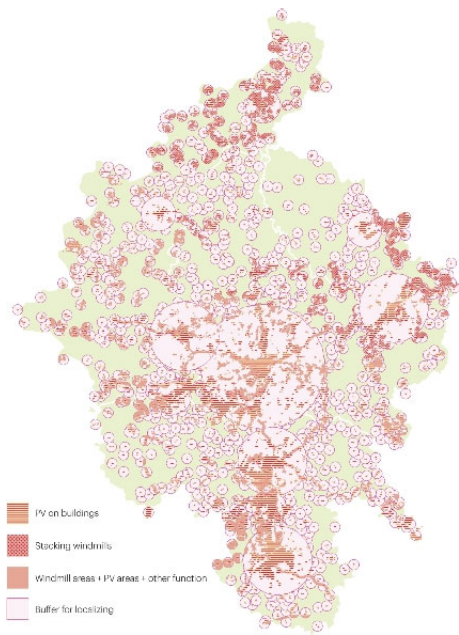 PV on buildings
Stacking windmills
Windmill areas + PV areas + other function
Buffer for localizing